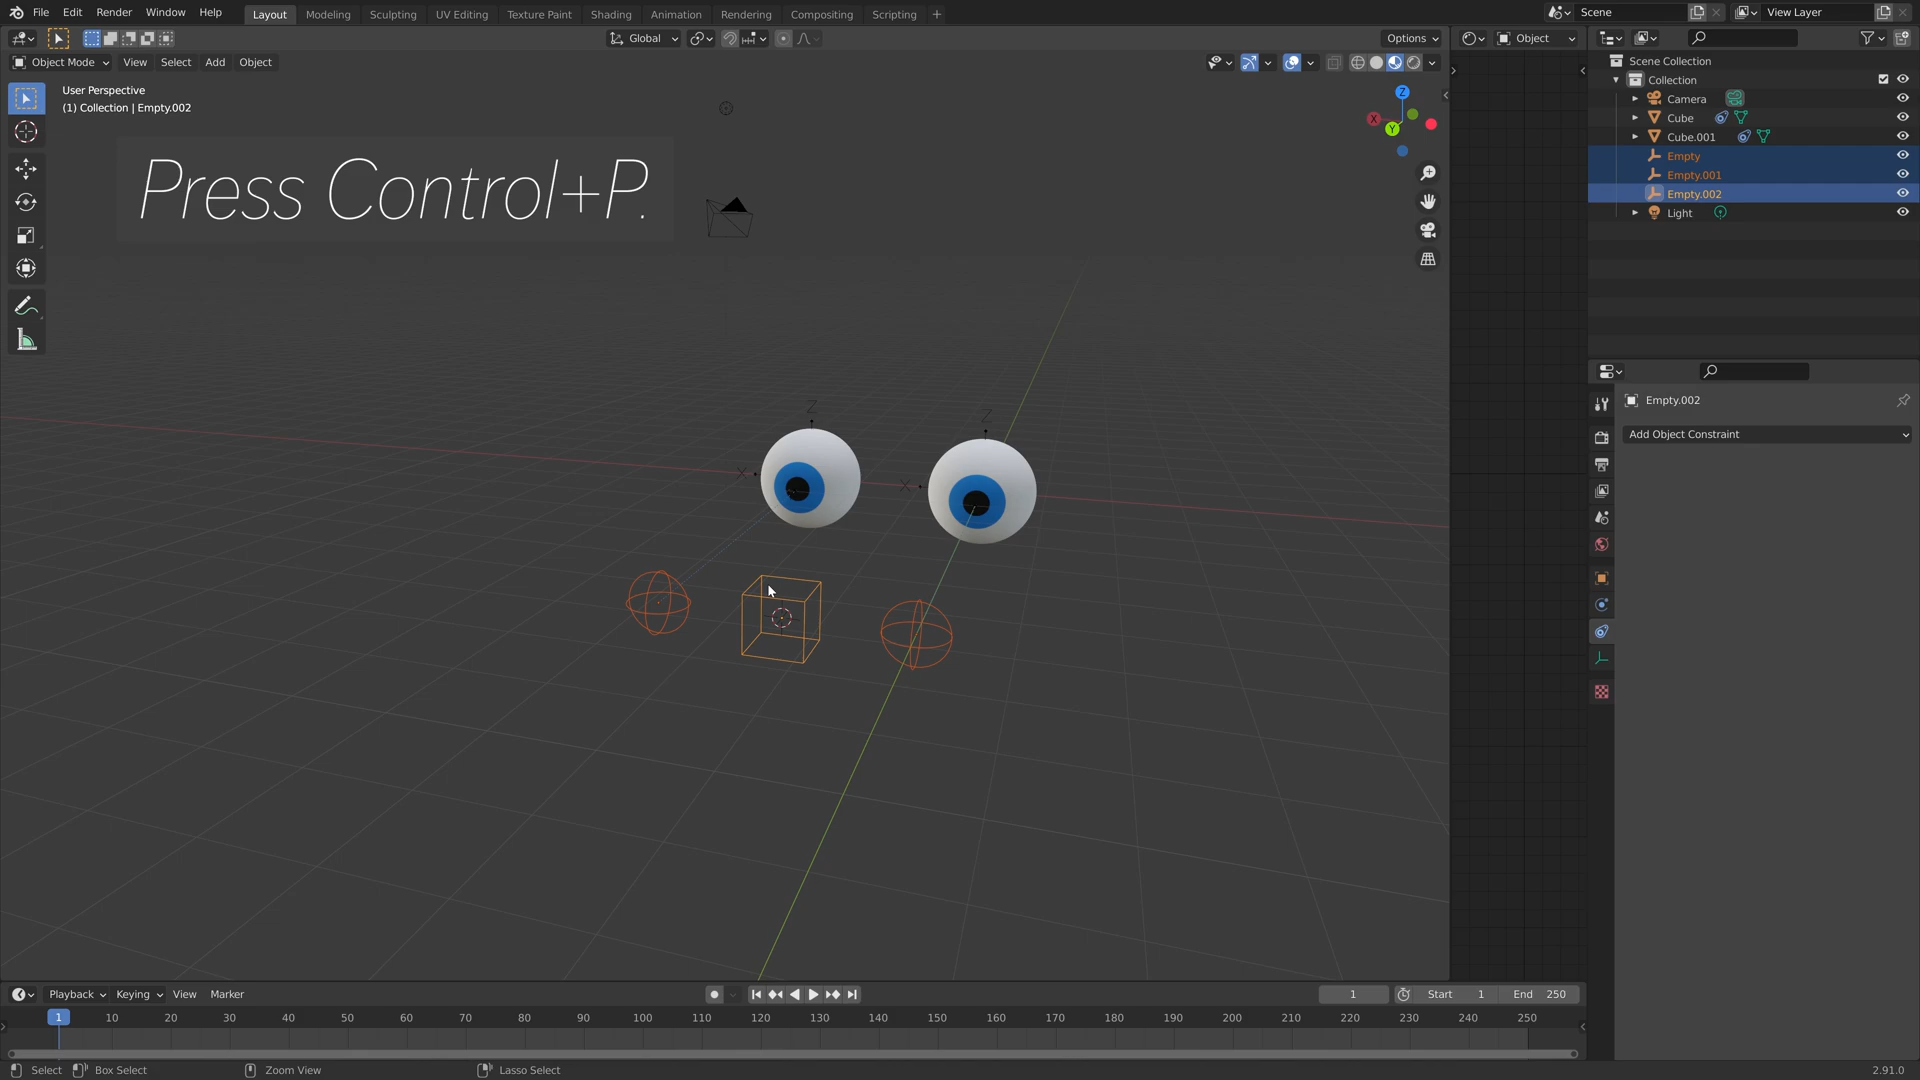 File Edit Render Window Help Layout Modeling Sculpting UV Editing Texture Paint Shading Animation Rendering Compositing Scripting + Scene View Layer
Global Options Object
Object Mode View Select Add Object
User Perspective
(1) Collection | Empty.002
Press Control+P.
Z
X
Y
Z
Z
X
X
Scene Collection
Collection
Camera
Cube
Cube.001
Empty
Empty.001
Empty.002
Light
Empty.002
Add Object Constraint
Playback Keying View Marker 1 Start 1 End 250
1 10 20 30 40 50 60 70 80 90 100 110 120 130 140 150 160 170 180 190 200 210 220 230 240 250
Select Box Select Zoom View Lasso Select 2.91.0